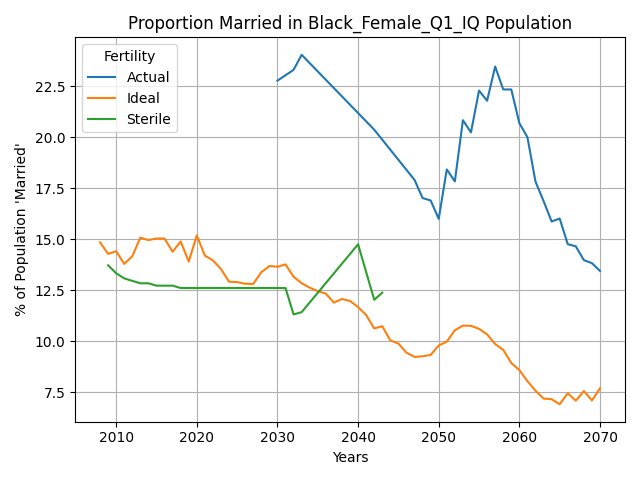 Proportion Married in Black_Female_Q1_IQ Population
Fertility
Actual
Ideal
Sterile
% of Population 'Married'
22.5
20.0
17.5
15.0
12.5
10.0
7.5
2010 2020 2030 2040 2050 2060 2070
Years